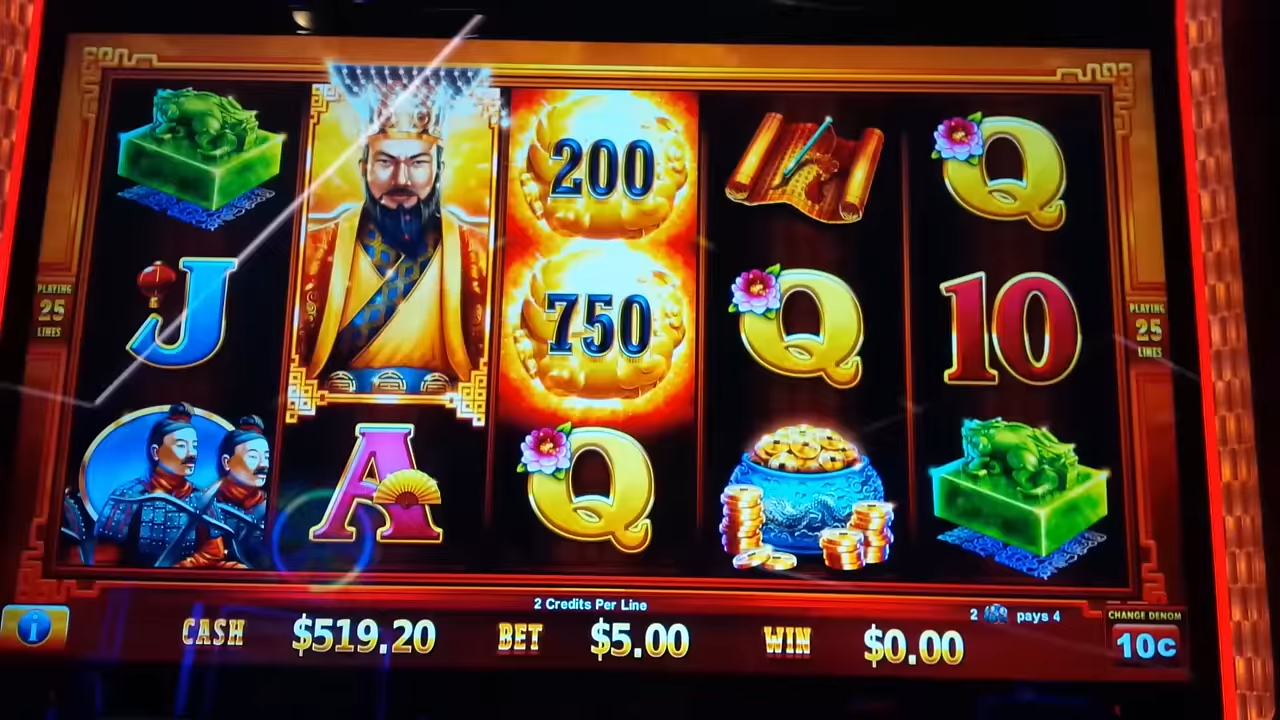 200
Q
J
750
Q
10
A
Q
PLAYING
25
LINES
PLAYING
25
LINES
2 Credits Per Line
2 pays 4
CHANGE DENOM
10¢
CASH $519.20 BET $5.00 WIN $0.00
i